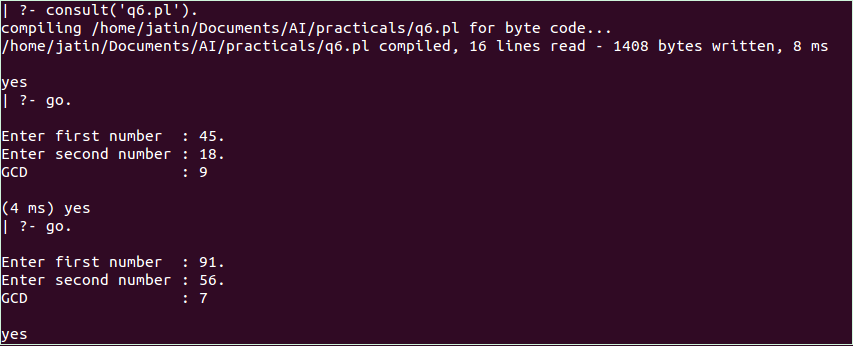 | ?- consult('q6.pl').
compiling /home/jatin/Documents/AI/practicals/q6.pl for byte code...
/home/jatin/Documents/AI/practicals/q6.pl compiled, 16 lines read - 1408 bytes written, 8 ms

yes
| ?- go.

Enter first number  : 45.
Enter second number : 18.
GCD                 : 9

(4 ms) yes
| ?- go.

Enter first number  : 91.
Enter second number : 56.
GCD                 : 7

yes